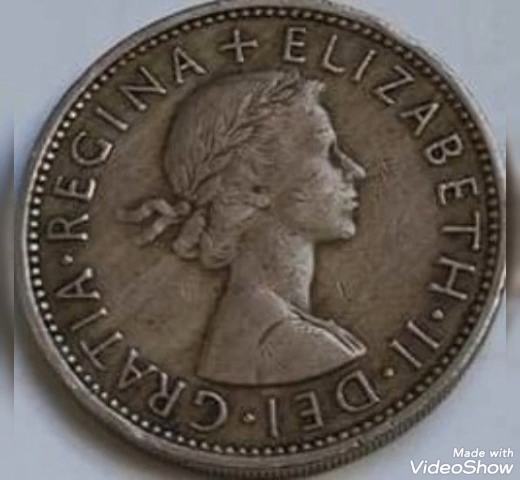 + ELIZABETH · II · DEI · GRATIA · REGINA
Made with
VideoShow